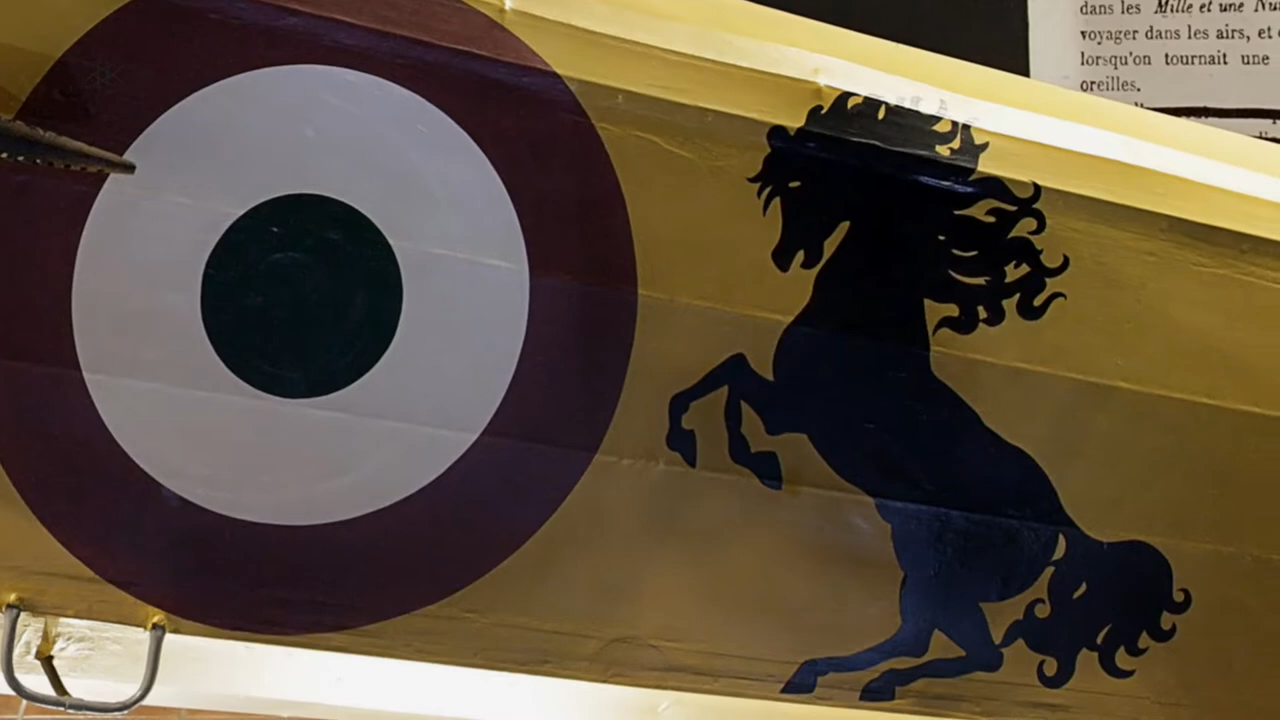 dans les Mille et une Nu
voyager dans les airs, et
lorsqu'on tournait une
oreilles.